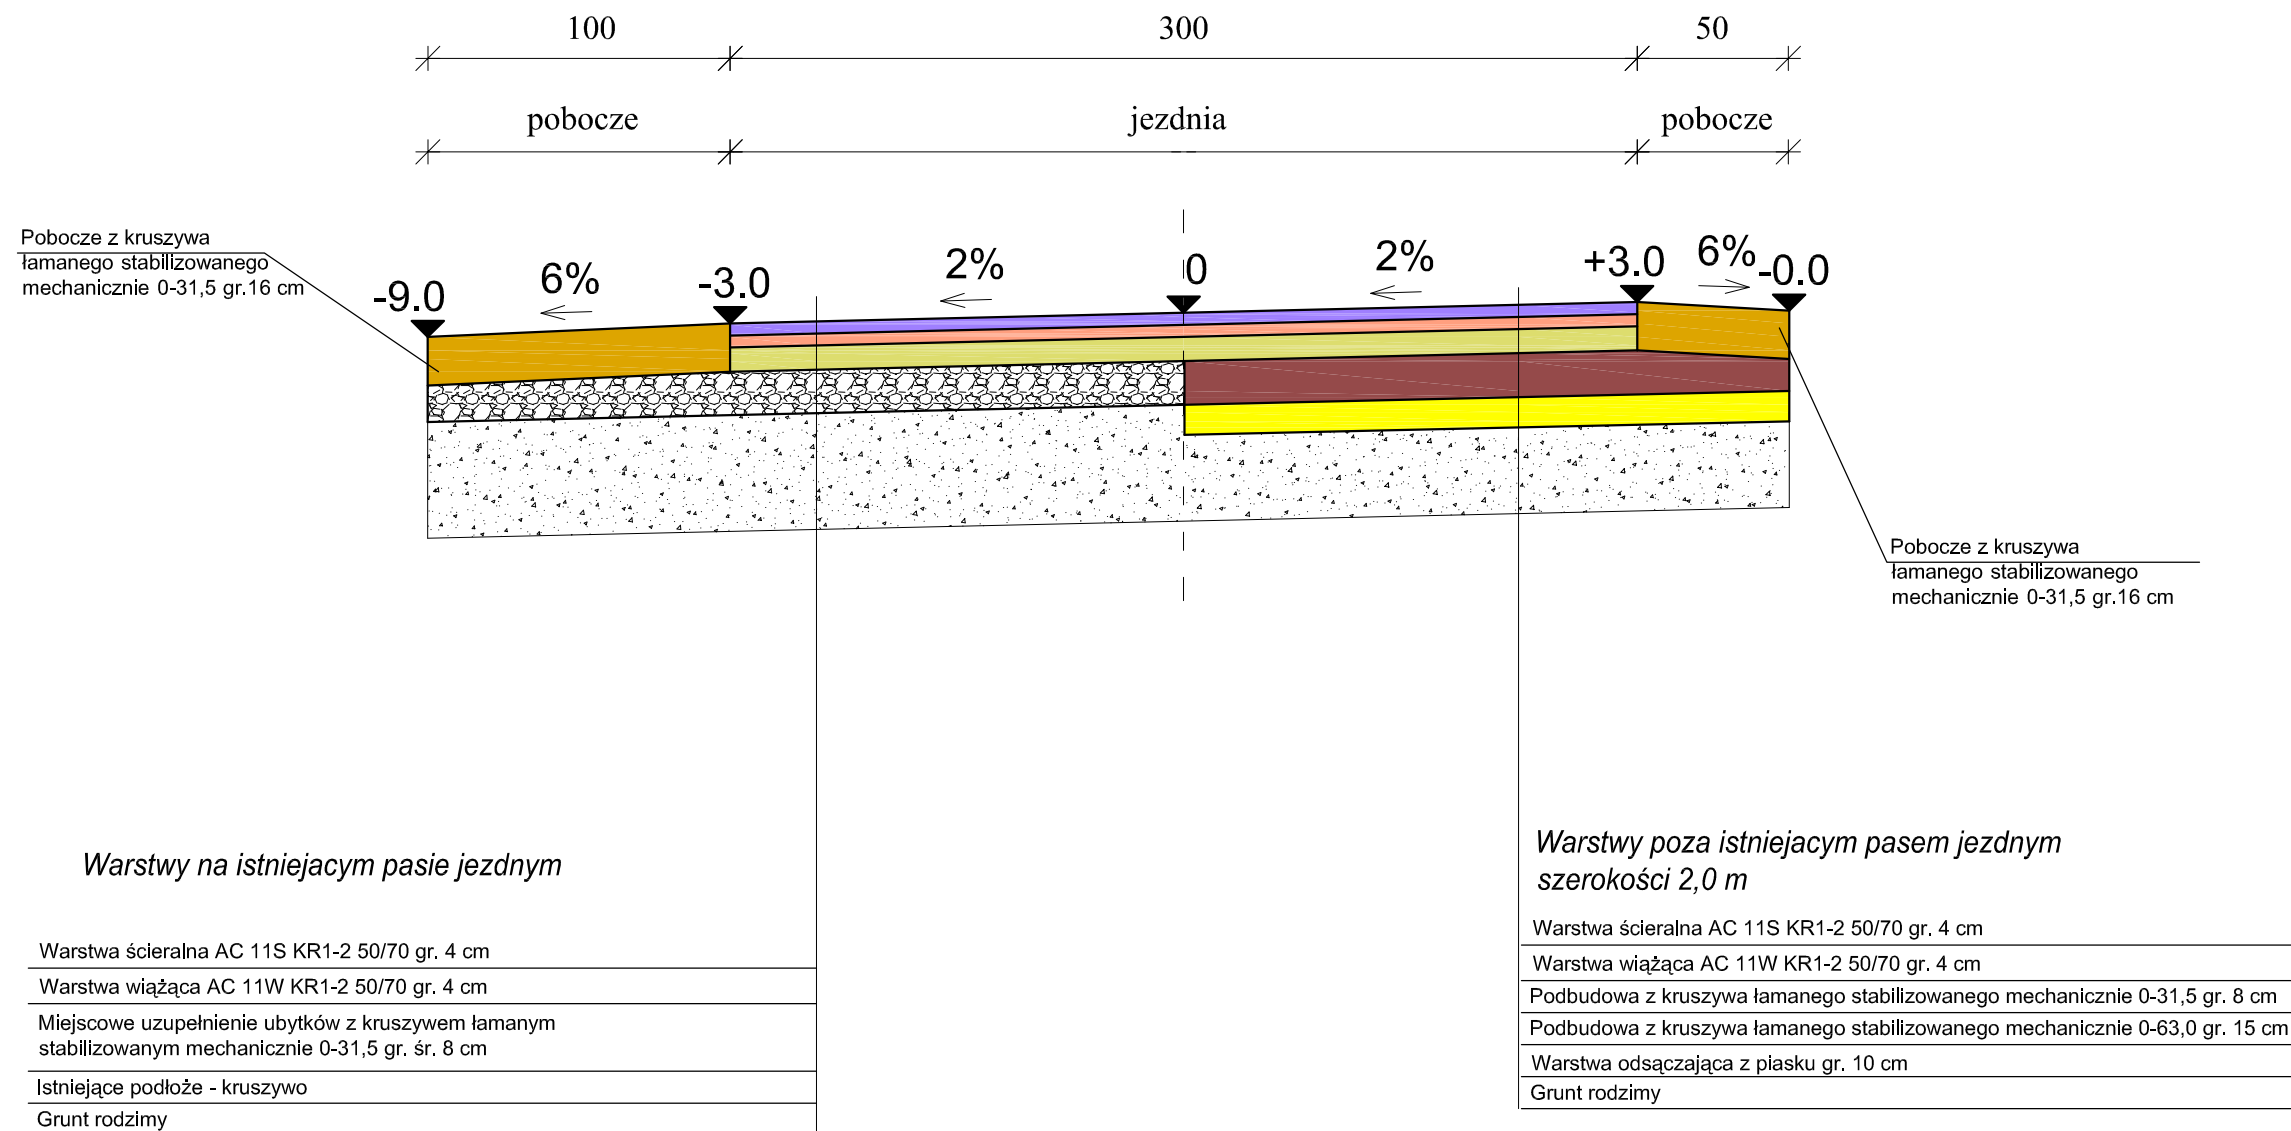 100 300 50
pobocze jezdnia pobocze
Pobocze z kruszywa
łamanego stabilizowanego
mechanicznie 0-31,5 gr.16 cm
-9.0 6% -3.0 2% 0 2% +3.0 6% -0.0
Pobocze z kruszywa
łamanego stabilizowanego
mechanicznie 0-31,5 gr.16 cm
Warstwy na istniejacym pasie jezdnym
Warstwa ścieralna AC 11S KR1-2 50/70 gr. 4 cm
Warstwa wiążąca AC 11W KR1-2 50/70 gr. 4 cm
Miejscowe uzupełnienie ubytków z kruszywem łamanym
stabilizowanym mechanicznie 0-31,5 gr. śr. 8 cm
Istniejące podłoże - kruszywo
Grunt rodzimy
Warstwy poza istniejacym pasem jezdnym
szerokości 2,0 m
Warstwa ścieralna AC 11S KR1-2 50/70 gr. 4 cm
Warstwa wiążąca AC 11W KR1-2 50/70 gr. 4 cm
Podbudowa z kruszywa łamanego stabilizowanego mechanicznie 0-31,5 gr. 8 cm
Podbudowa z kruszywa łamanego stabilizowanego mechanicznie 0-63,0 gr. 15 cm
Warstwa odsączająca z piasku gr. 10 cm
Grunt rodzimy